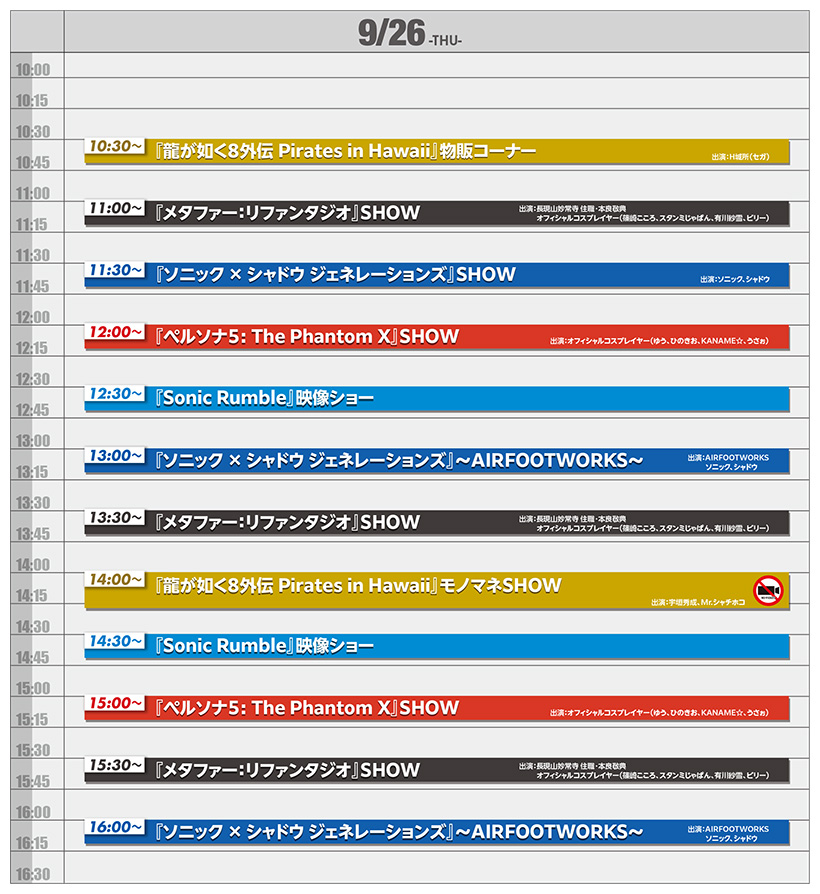 9/26 -THU-
10:00
10:15
10:30
10:30~ 『龍が如く8外伝 Pirates in Hawaii』物販コーナー 出演:H城所(セガ)
10:45
11:00
11:00~ 『メタファー:リファンタジオ』SHOW 出演:長現山妙常寺 住職・本良敬典
オフィシャルコスプレイヤー(篠崎こころ、スタンミじゃぱん、有川紗雪、ビリー)
11:15
11:30
11:30~ 『ソニック × シャドウ ジェネレーションズ』SHOW 出演:ソニック、シャドウ
11:45
12:00
12:00~ 『ペルソナ5: The Phantom X』SHOW 出演:オフィシャルコスプレイヤー(ゆう、ひのきお、KANAME☆、うさぉ)
12:15
12:30
12:30~ 『Sonic Rumble』映像ショー
12:45
13:00
13:00~ 『ソニック × シャドウ ジェネレーションズ』~AIRFOOTWORKS~ 出演:AIRFOOTWORKS
ソニック、シャドウ
13:15
13:30
13:30~ 『メタファー:リファンタジオ』SHOW 出演:長現山妙常寺 住職・本良敬典
オフィシャルコスプレイヤー(篠崎こころ、スタンミじゃぱん、有川紗雪、ビリー)
13:45
14:00
14:00~ 『龍が如く8外伝 Pirates in Hawaii』モノマネSHOW
14:15
出演:宇垣秀成、Mr.シャチホコ
14:30
14:30~ 『Sonic Rumble』映像ショー
14:45
15:00
15:00~ 『ペルソナ5: The Phantom X』SHOW 出演:オフィシャルコスプレイヤー(ゆう、ひのきお、KANAME☆、うさぉ)
15:15
15:30
15:30~ 『メタファー:リファンタジオ』SHOW 出演:長現山妙常寺 住職・本良敬典
オフィシャルコスプレイヤー(篠崎こころ、スタンミじゃぱん、有川紗雪、ビリー)
15:45
16:00
16:00~ 『ソニック × シャドウ ジェネレーションズ』~AIRFOOTWORKS~ 出演:AIRFOOTWORKS
ソニック、シャドウ
16:15
16:30